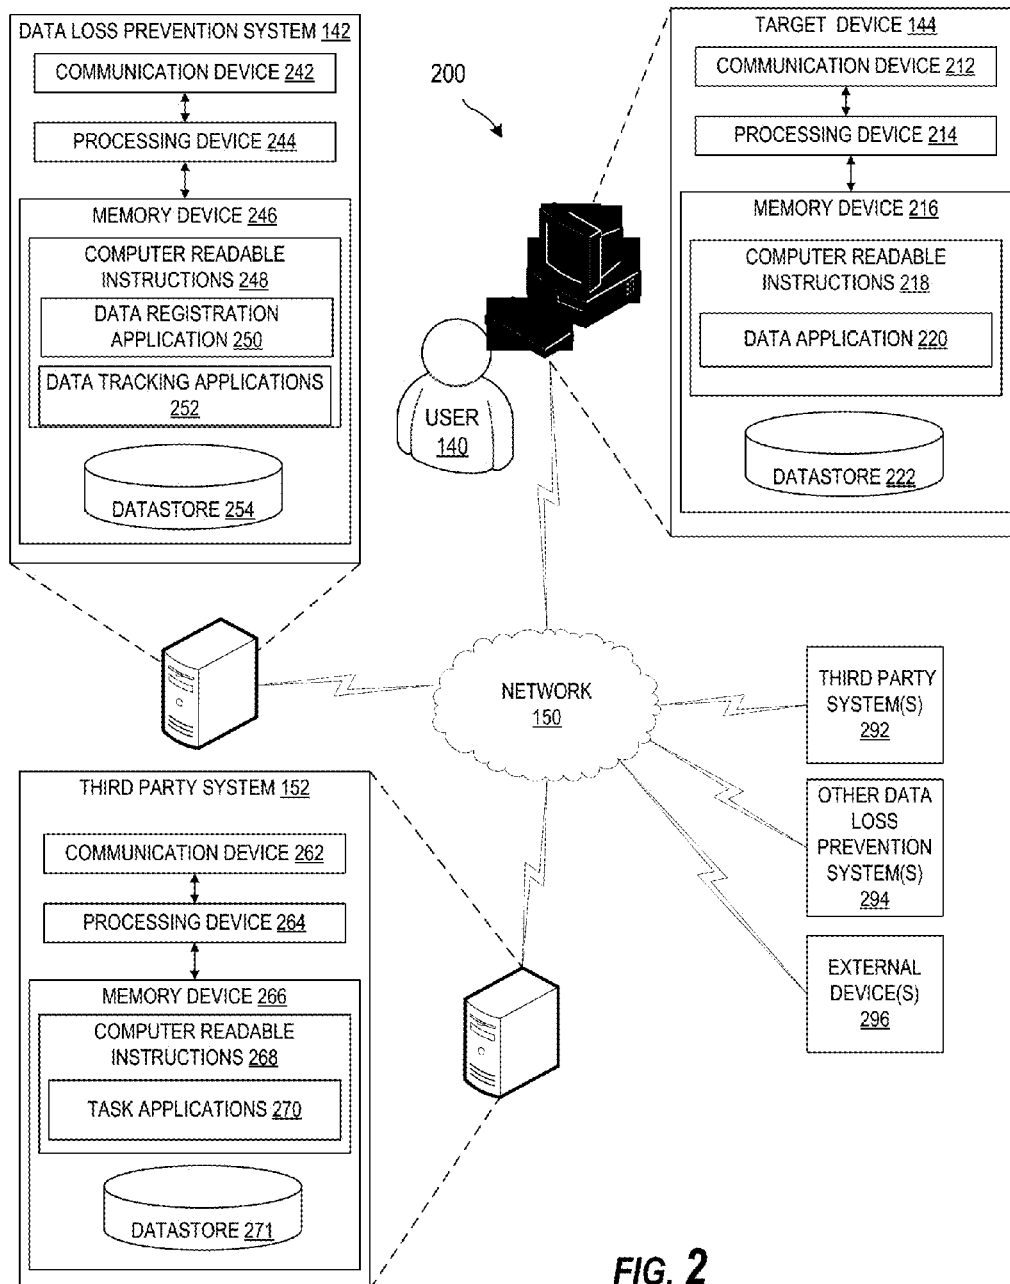 DATA LOSS PREVENTION SYSTEM 142
COMMUNICATION DEVICE 242
PROCESSING DEVICE 244
MEMORY DEVICE 246
COMPUTER READABLE
INSTRUCTIONS 248
DATA REGISTRATION
APPLICATION 250
DATA TRACKING APPLICATIONS
252
DATASTORE 254
200
TARGET DEVICE 144
COMMUNICATION DEVICE 212
PROCESSING DEVICE 214
MEMORY DEVICE 216
COMPUTER READABLE
INSTRUCTIONS 218
DATA APPLICATION 220
DATASTORE 222
USER
140
NETWORK
150
THIRD PARTY
SYSTEM(S)
292
OTHER DATA
LOSS
PREVENTION
SYSTEM(S)
294
EXTERNAL
DEVICE(S)
296
THIRD PARTY SYSTEM 152
COMMUNICATION DEVICE 262
PROCESSING DEVICE 264
MEMORY DEVICE 266
COMPUTER READABLE
INSTRUCTIONS 268
TASK APPLICATIONS 270
DATASTORE 271
FIG. 2